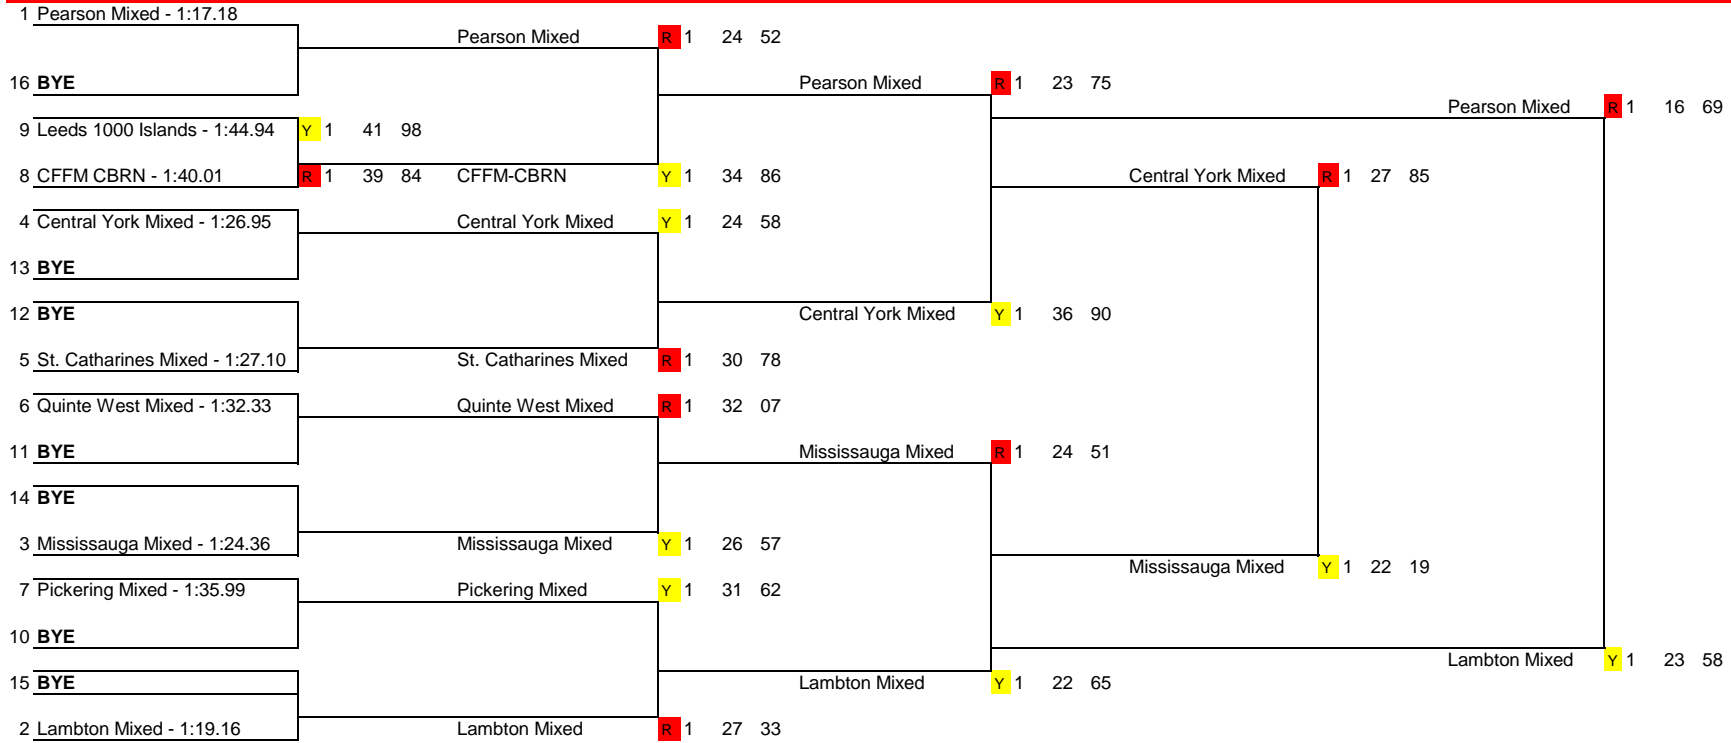 1 Pearson Mixed - 1:17.18
Pearson Mixed R 1 24 52
16 BYE Pearson Mixed R 1 23 75
Pearson Mixed R 1 16 69
9 Leeds 1000 Islands - 1:44.94 Y 1 41 98
8 CFFM CBRN - 1:40.01 R 1 39 84 CFFM-CBRN Y 1 34 86 Central York Mixed R 1 27 85
4 Central York Mixed - 1:26.95 Central York Mixed Y 1 24 58
13 BYE
12 BYE Central York Mixed Y 1 36 90
5 St. Catharines Mixed - 1:27.10 St. Catharines Mixed R 1 30 78
6 Quinte West Mixed - 1:32.33 Quinte West Mixed R 1 32 07
11 BYE Mississauga Mixed R 1 24 51
14 BYE
3 Mississauga Mixed - 1:24.36 Mississauga Mixed Y 1 26 57
Mississauga Mixed Y 1 22 19
7 Pickering Mixed - 1:35.99 Pickering Mixed Y 1 31 62
10 BYE
Lambton Mixed Y 1 23 58
15 BYE Lambton Mixed Y 1 22 65
2 Lambton Mixed - 1:19.16 Lambton Mixed R 1 27 33